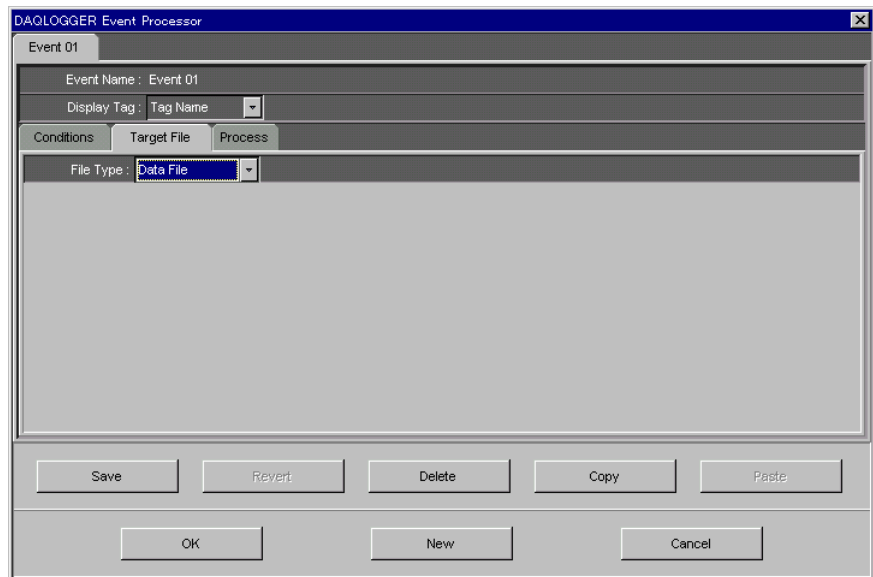 DAQLOGGER Event Processor
Event 01
Event Name : Event 01
Display Tag : Tag Name
Conditions Target File Process
File Type : Data File
Save Revert Delete Copy Paste
OK New Cancel